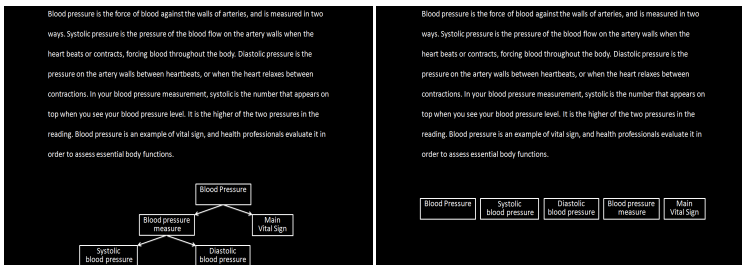 Blood pressure is the force of blood against the walls of arteries, and is measured in two
ways. Systolic pressure is the pressure of the blood flow on the artery walls when the
heart beats or contracts, forcing blood throughout the body. Diastolic pressure is the
pressure on the artery walls between heartbeats, or when the heart relaxes between
contractions. In your blood pressure measurement, systolic is the number that appears on
top when you see your blood pressure level. It is the higher of the two pressures in the
reading. Blood pressure is an example of vital sign, and health professionals evaluate it in
order to assess essential body functions.
Blood Pressure
Blood pressure
measure
Main
Vital Sign
Systolic
blood pressure
Diastolic
blood pressure
Blood pressure is the force of blood against the walls of arteries, and is measured in two
ways. Systolic pressure is the pressure of the blood flow on the artery walls when the
heart beats or contracts, forcing blood throughout the body. Diastolic pressure is the
pressure on the artery walls between heartbeats, or when the heart relaxes between
contractions. In your blood pressure measurement, systolic is the number that appears on
top when you see your blood pressure level. It is the higher of the two pressures in the
reading. Blood pressure is an example of vital sign, and health professionals evaluate it in
order to assess essential body functions.
Blood Pressure
Systolic
blood pressure
Diastolic
blood pressure
Blood pressure
measure
Main
Vital Sign